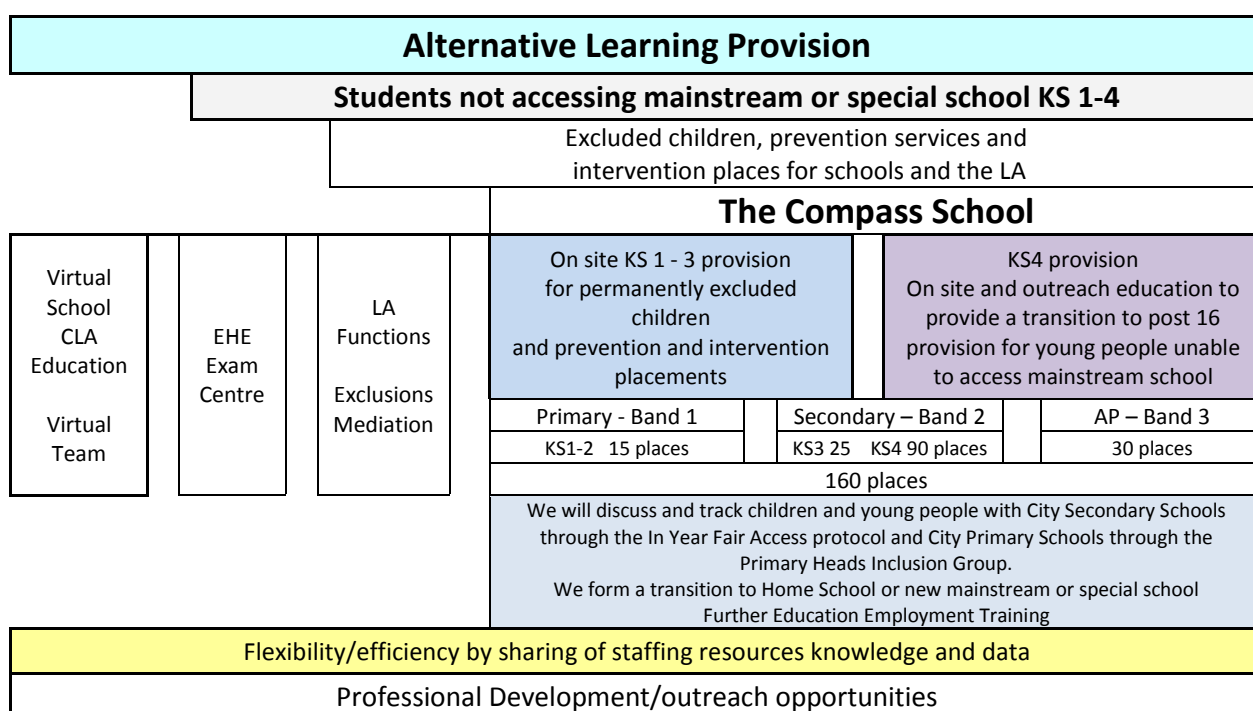 Alternative Learning Provision
Students not accessing mainstream or special school KS 1-4
Excluded children, prevention services and
intervention places for schools and the LA
The Compass School
Virtual
School
CLA
Education
Virtual
Team
EHE
Exam
Centre
LA
Functions
Exclusions
Mediation
On site KS 1 - 3 provision
for permanently excluded
children
and prevention and intervention
placements
KS4 provision
On site and outreach education to
provide a transition to post 16
provision for young people unable
to access mainstream school
Primary - Band 1
Secondary – Band 2
AP – Band 3
KS1-2 15 places
KS3 25 KS4 90 places
30 places
160 places
We will discuss and track children and young people with City Secondary Schools
through the In Year Fair Access protocol and City Primary Schools through the
Primary Heads Inclusion Group.
We form a transition to Home School or new mainstream or special school
Further Education Employment Training
Flexibility/efficiency by sharing of staffing resources knowledge and data
Professional Development/outreach opportunities